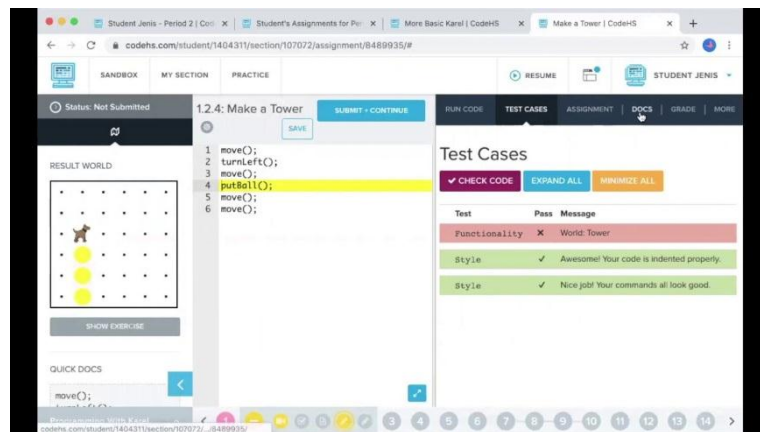 Student Jenis - Period 2 | Cod
Student's Assignments for Per
More Basic Karel | CodeHS
Make a Tower | CodeHS
codehs.com/student/1404311/section/107072/assignment/8489935/#
SANDBOX MY SECTION PRACTICE RESUME STUDENT JENIS
Status: Not Submitted
1.2.4: Make a Tower
SUBMIT + CONTINUE
RUN CODE TEST CASES ASSIGNMENT | DOCS | GRADE | MORE
SAVE
RESULT WORLD
1 move();
2 turnLeft();
3 move();
4 putBall();
5 move();
6 move();
Test Cases
CHECK CODE EXPAND ALL MINIMIZE ALL
Test Pass Message
Functionality World: Tower
Style Awesome! Your code is indented properly.
Style Nice job! Your commands all look good.
SHOW EXERCISE
QUICK DOCS
move();
1 3 4 5 6 7 8 9 10 11 12 13 14
codehs.com/student/1404311/section/107072/.../8489935/